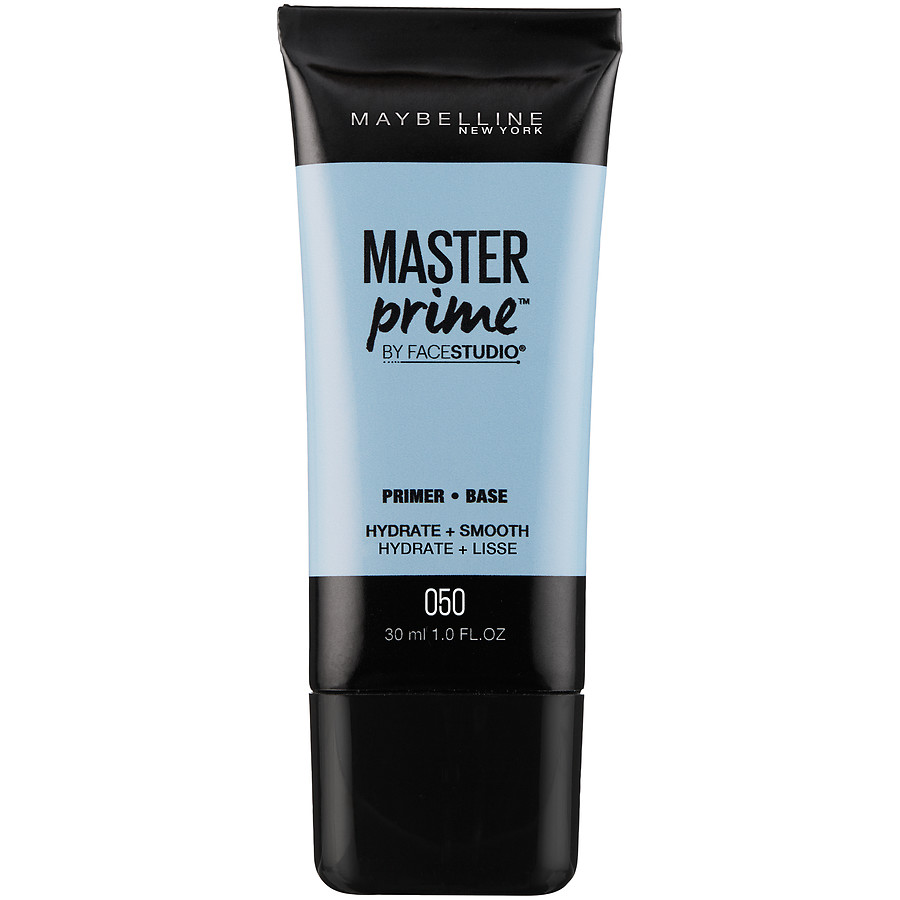 MAYBELLINE
NEW YORK
MASTER
prime™
BY FACESTUDIO®
PRIMER • BASE
HYDRATE + SMOOTH
HYDRATE + LISSE
050
30 ml 1.0 FL.OZ